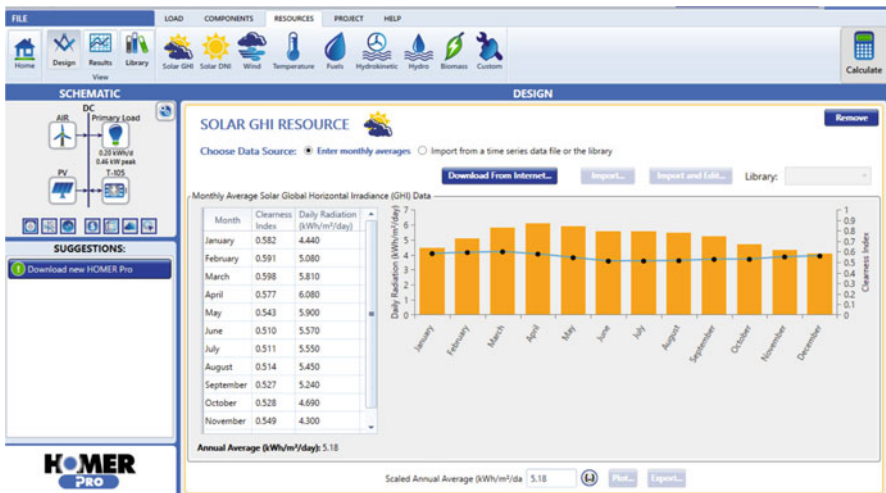 FILE LOAD COMPONENTS RESOURCES PROJECT HELP
Home Design Results Library Solar GHI Solar DNI Wind Temperature Fuels Hydrokinetic Hydro Biomass Custom Calculate
View
SCHEMATIC DESIGN
DC
AIR Primary Load
0.20 kWh/d
0.46 kW peak
PV T-105
SUGGESTIONS:
Download new HOMER Pro
HOMER
PRO
SOLAR GHI RESOURCE Remove
Choose Data Source: Enter monthly averages Import from a time series data file or the library
Download From Internet... Import... Import and Edit... Library:
Monthly Average Solar Global Horizontal Irradiance (GHI) Data
Month Clearness Index Daily Radiation (kWh/m²/day)
January 0.582 4.440
February 0.591 5.080
March 0.598 5.810
April 0.577 6.080
May 0.543 5.900
June 0.510 5.570
July 0.511 5.550
August 0.514 5.450
September 0.527 5.240
October 0.528 4.690
November 0.549 4.300
Daily Radiation (kWh/m²/day)
7
6
5
4
3
2
1
0
1
0.9
0.8
0.7
0.6
0.5
0.4
0.3
0.2
0.1
0
Clearness Index
January February March April May June July August September October November December
Annual Average (kWh/m²/day): 5.18
Scaled Annual Average (kWh/m²/da 5.18 {..} Plot... Export...